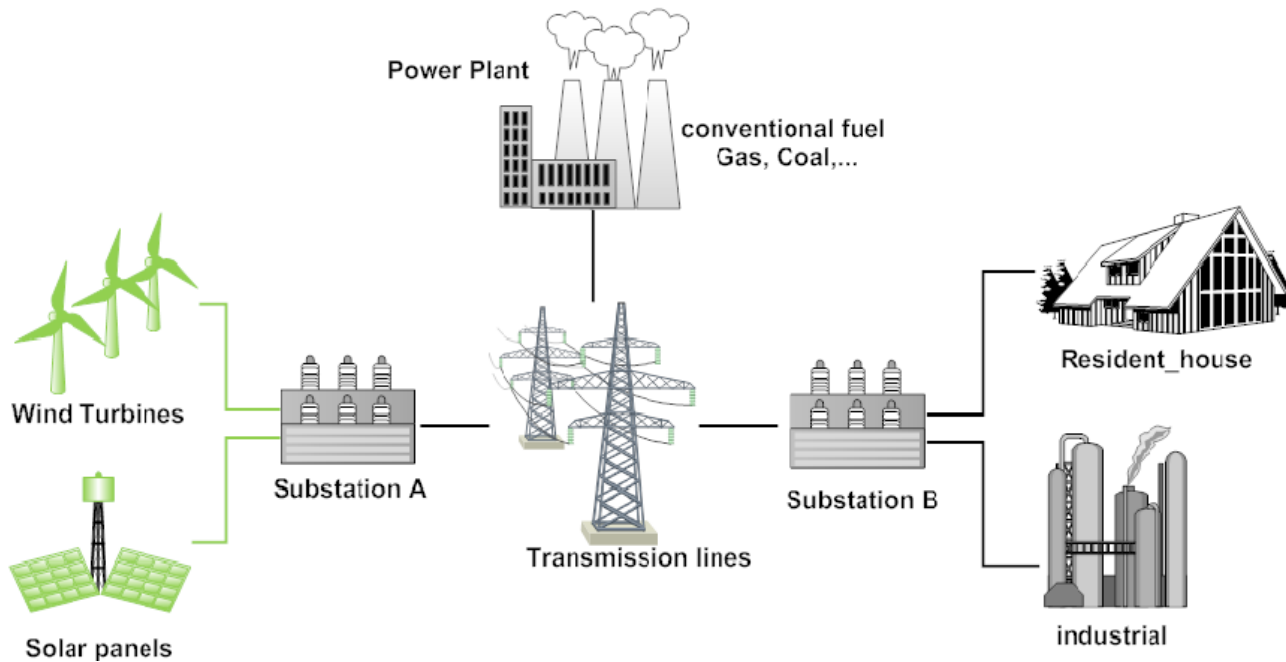 Power Plant
conventional fuel
Gas, Coal,...
Wind Turbines
Resident_house
Substation A
Substation B
Transmission lines
Solar panels
industrial